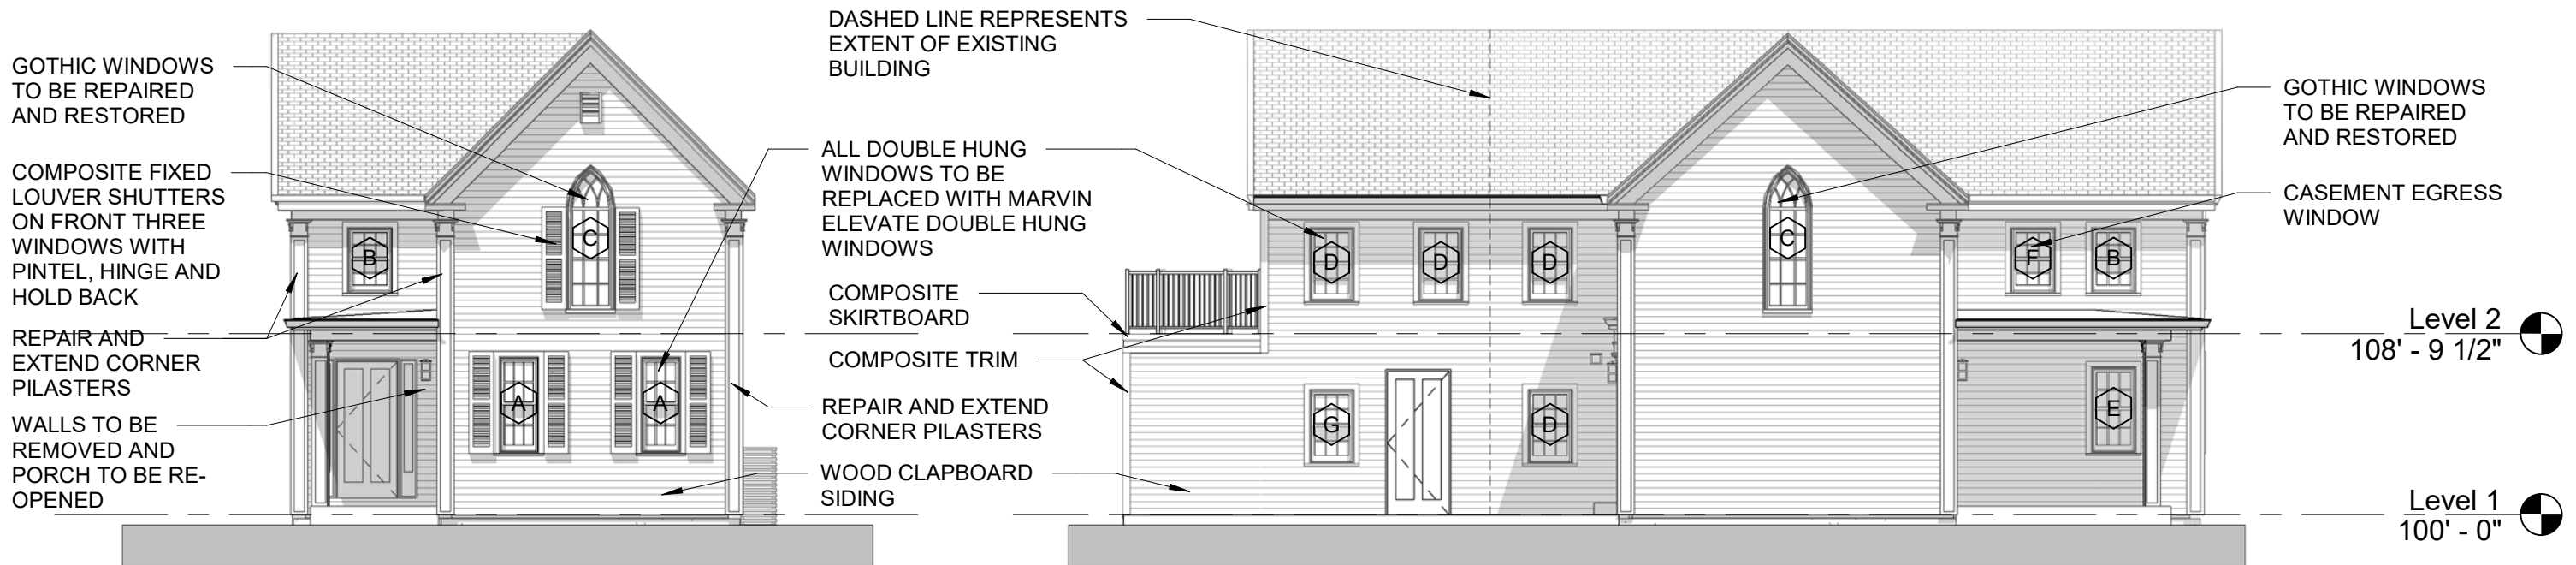 GOTHIC WINDOWS
TO BE REPAIRED
AND RESTORED
COMPOSITE FIXED
LOUVER SHUTTERS
ON FRONT THREE
WINDOWS WITH
PINTEL, HINGE AND
HOLD BACK
REPAIR AND
EXTEND CORNER
PILASTERS
WALLS TO BE
REMOVED AND
PORCH TO BE RE-
OPENED
B
C
A
A
DASHED LINE REPRESENTS
EXTENT OF EXISTING
BUILDING
ALL DOUBLE HUNG
WINDOWS TO BE
REPLACED WITH MARVIN
ELEVATE DOUBLE HUNG
WINDOWS
COMPOSITE
SKIRTBOARD
COMPOSITE TRIM
REPAIR AND EXTEND
CORNER PILASTERS
WOOD CLAPBOARD
SIDING
D
D
D
C
F
B
G
D
E
GOTHIC WINDOWS
TO BE REPAIRED
AND RESTORED
CASEMENT EGRESS
WINDOW
Level 2
108' - 9 1/2"
Level 1
100' - 0"